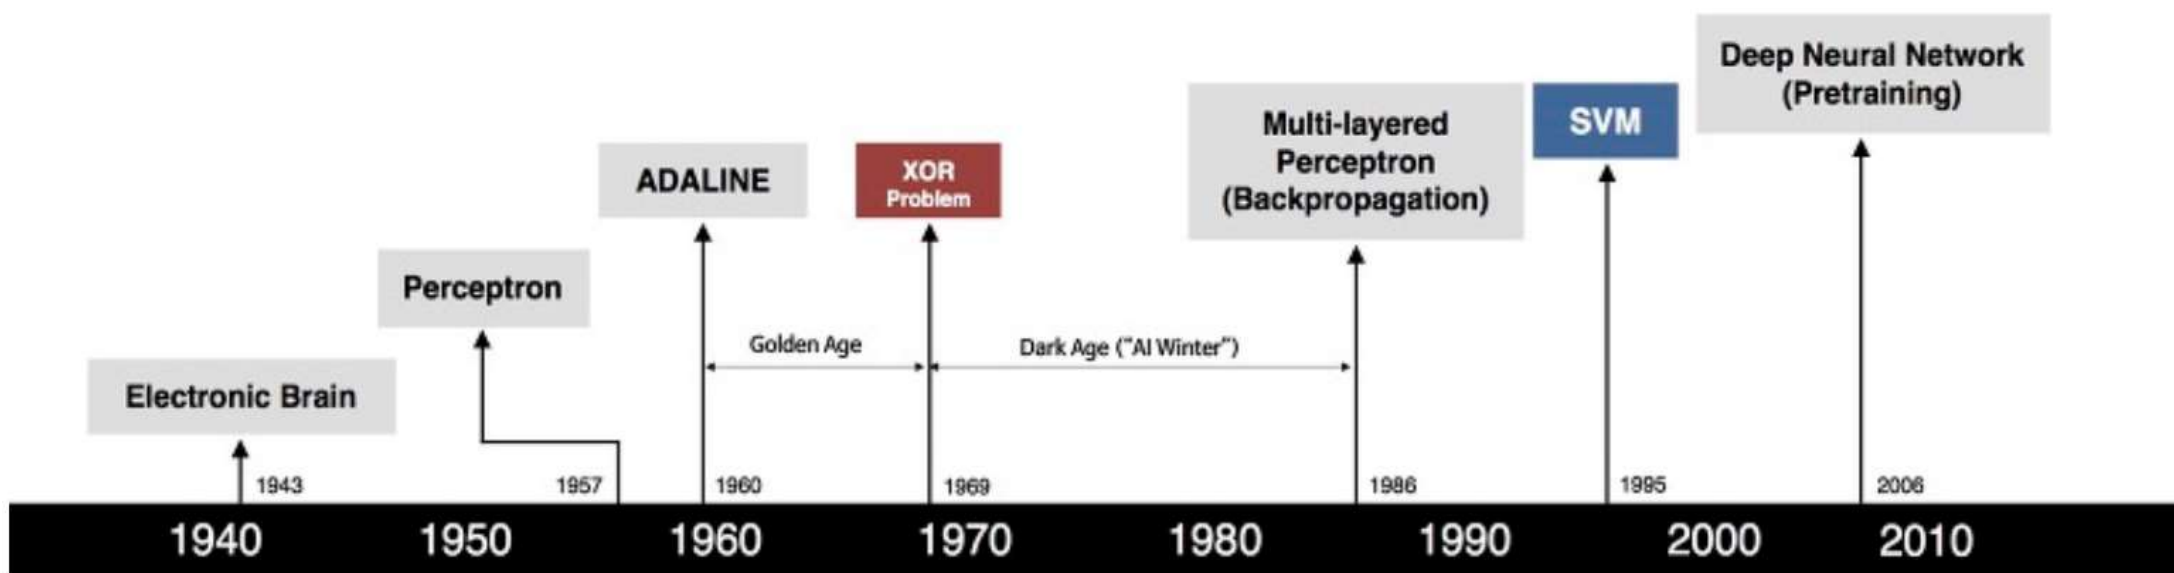 Deep Neural Network
(Pretraining)
Multi-layered
Perceptron
(Backpropagation)
SVM
ADALINE
XOR
Problem
Perceptron
Golden Age
Dark Age ("AI Winter")
Electronic Brain
1943
1957
1960
1969
1986
1995
2006
1940
1950
1960
1970
1980
1990
2000
2010